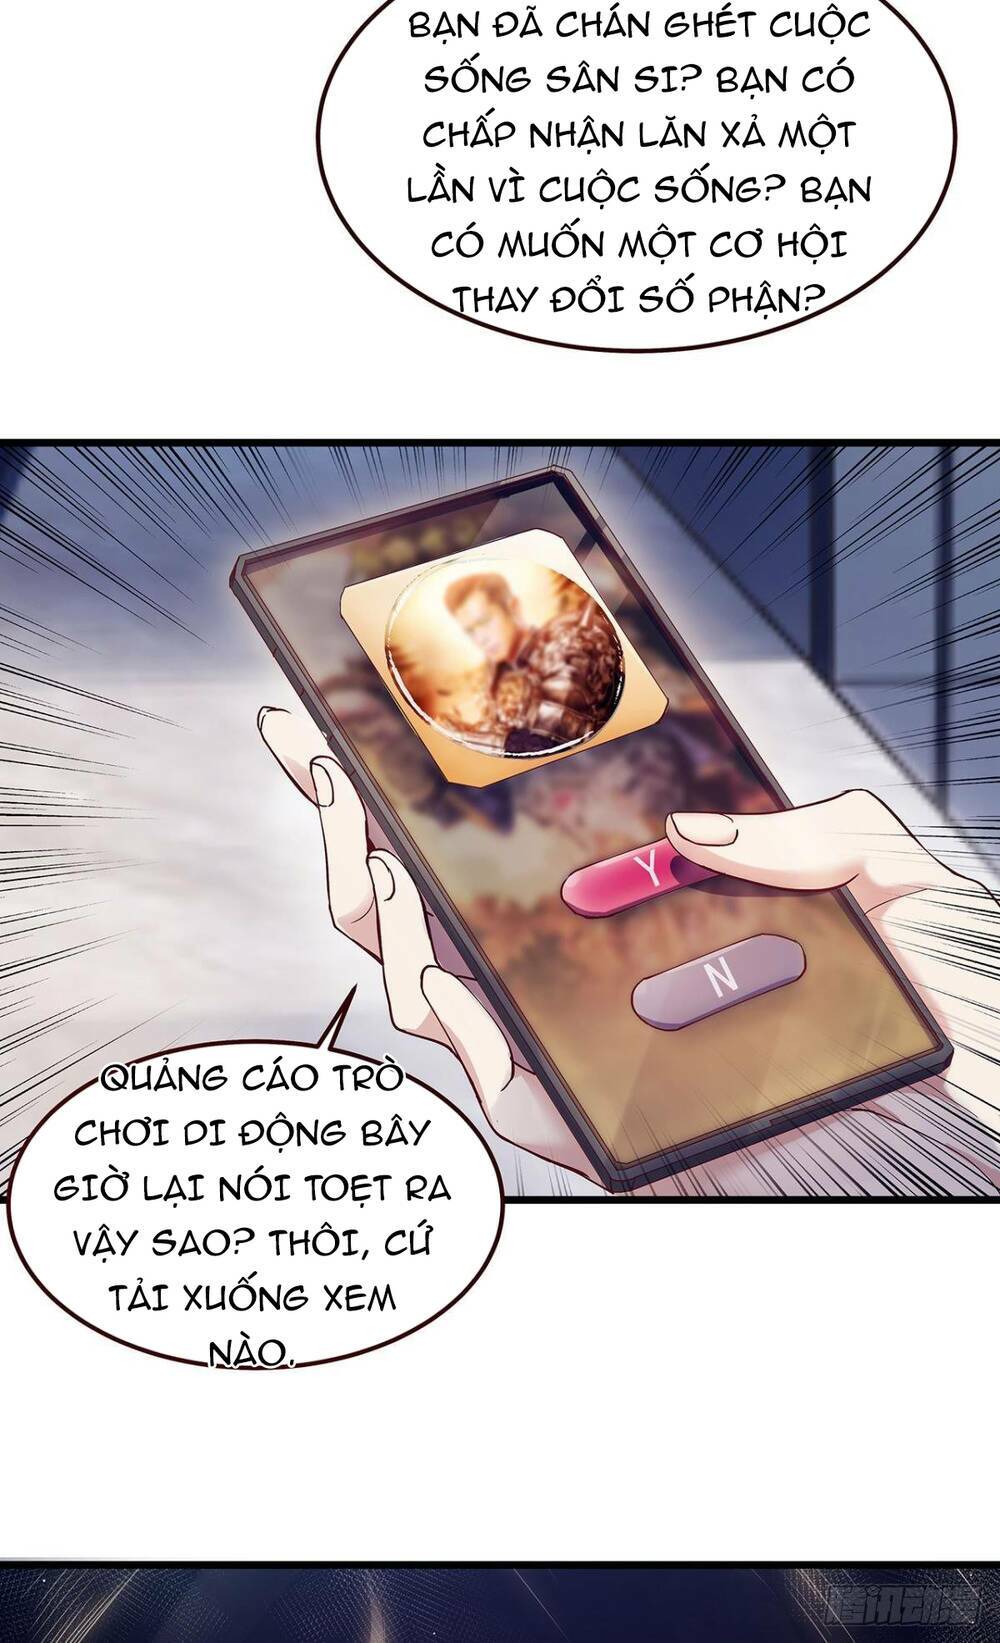 BẠN ĐÃ CHÁN GHÉT CUỘC
SỐNG SÂN SI? BẠN CÓ
CHẤP NHẬN LĂN XẢ MỘT
LẦN VÌ CUỘC SỐNG? BẠN
CÓ MUỐN MỘT CƠ HỘI
THAY ĐỔI SỐ PHẬN?
Y
N
QUẢNG CÁO TRÒ
CHƠI DI ĐỘNG BÂY
GIỜ LẠI NÓI TOẸT RA
VẬY SAO? THÔI, CỨ
TẢI XUỐNG XEM
NÀO.